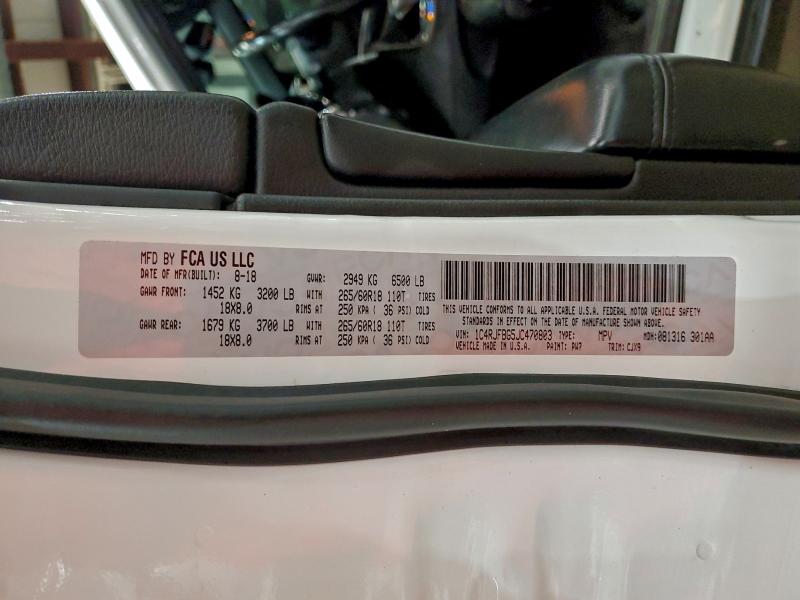 MFD BY FCA US LLC
DATE OF MFR(BUILT): 8-18 GVWR: 2949 KG 6500 LB
GAWR FRONT: 1452 KG 3200 LB WITH 265/60R18 110T TIRES
18X8.0 RIMS AT 250 KPA ( 36 PSI) COLD
GAWR REAR: 1679 KG 3700 LB WITH 265/60R18 110T TIRES
18X8.0 RIMS AT 250 KPA ( 36 PSI) COLD
THIS VEHICLE CONFORMS TO ALL APPLICABLE U.S.A. FEDERAL MOTOR VEHICLE SAFETY
STANDARDS IN EFFECT ON THE DATE OF MANUFACTURE SHOWN ABOVE.
VIN: 1C4RJFBG5JC470803 TYPE: MPV MDH: 081316 301AA
VEHICLE MADE IN U.S.A. PAINT: PW7 TRIM: CJX9